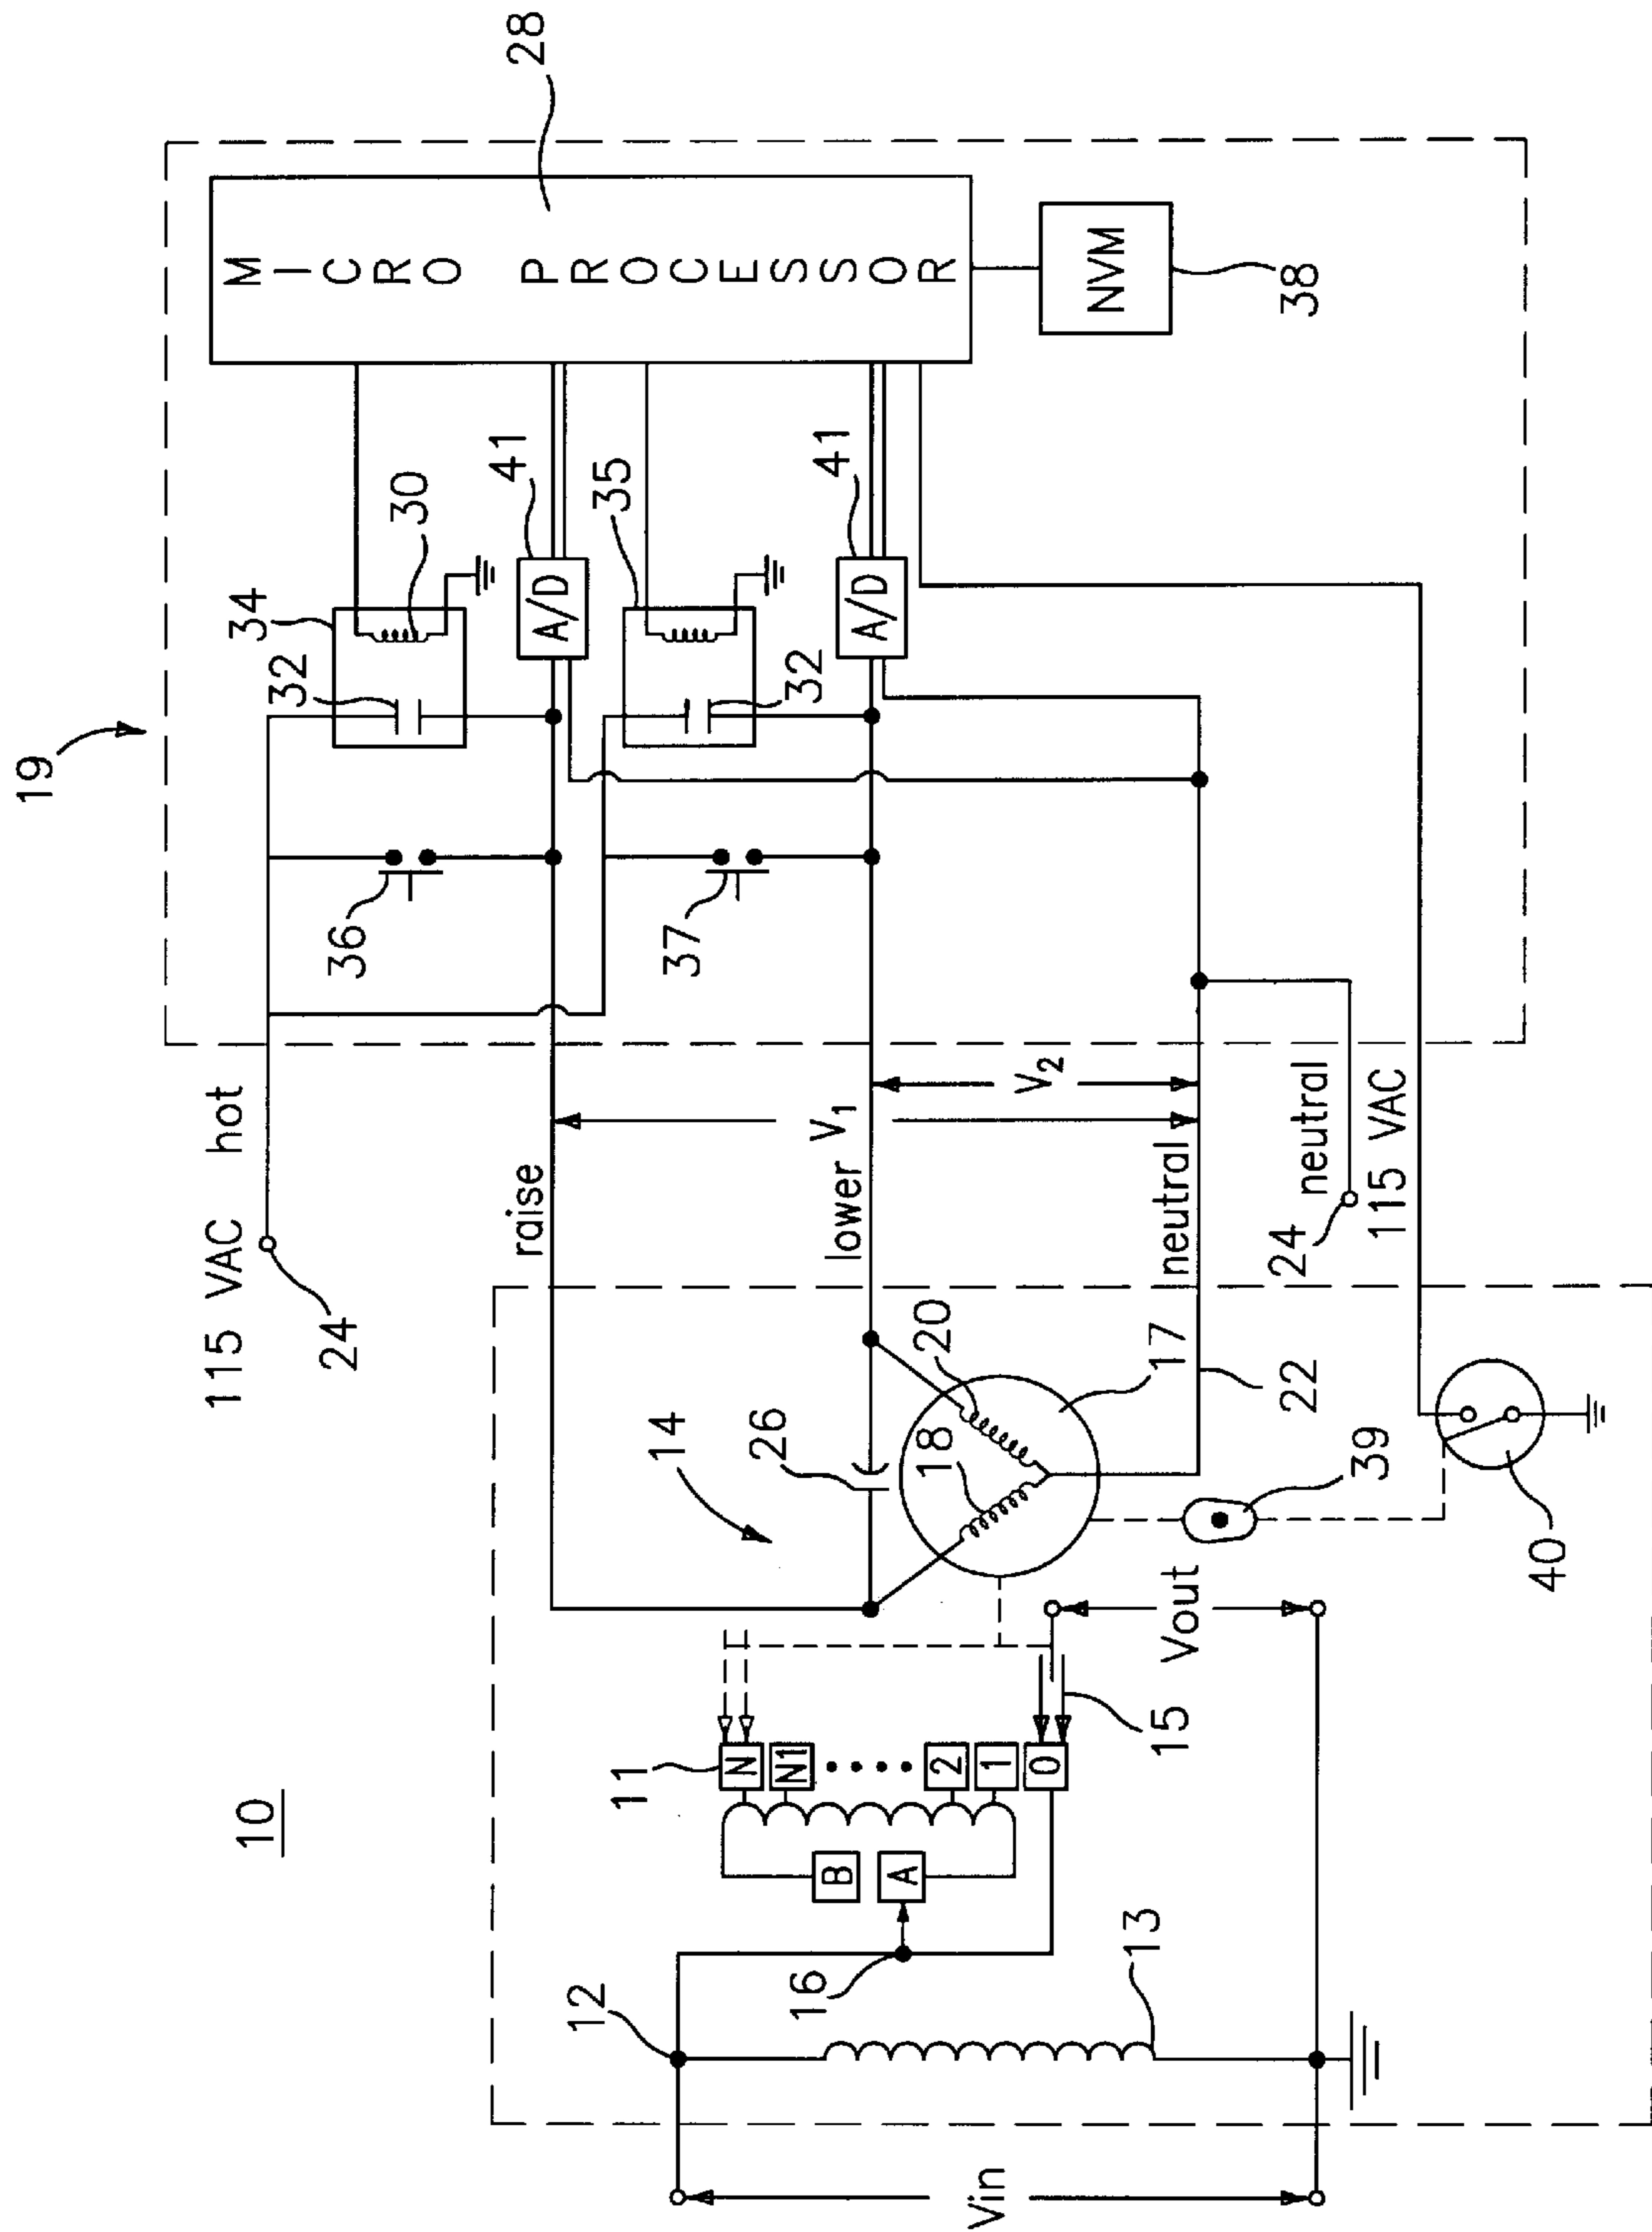 19
28
MICRO PROCESSOR
34
30
32
41
A/D
35
32
41
A/D
NVM
38
36
37
115 VAC hot
24
raise
lower
V1
V2
neutral
neutral
24
115 VAC
14
26
20
18
17
22
39
40
10
11
N
N1
2
1
0
B
A
15
Vout
16
12
13
Vin